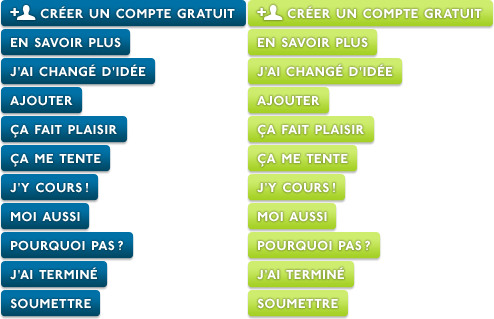 CRÉER UN COMPTE GRATUIT
EN SAVOIR PLUS
J'AI CHANGÉ D'IDÉE
AJOUTER
ÇA FAIT PLAISIR
ÇA ME TENTE
J'Y COURS !
MOI AUSSI
POURQUOI PAS ?
J'AI TERMINÉ
SOUMETTRE
CRÉER UN COMPTE GRATUIT
EN SAVOIR PLUS
J'AI CHANGÉ D'IDÉE
AJOUTER
ÇA FAIT PLAISIR
ÇA ME TENTE
J'Y COURS !
MOI AUSSI
POURQUOI PAS ?
J'AI TERMINÉ
SOUMETTRE